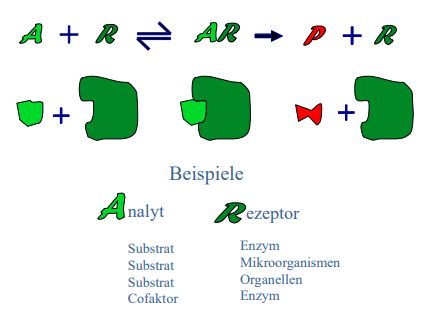 A + R ⇌ AR → P + R
+ +
Beispiele
Analyt Rezeptor
Substrat Enzym
Substrat Mikroorganismen
Substrat Organellen
Cofaktor Enzym